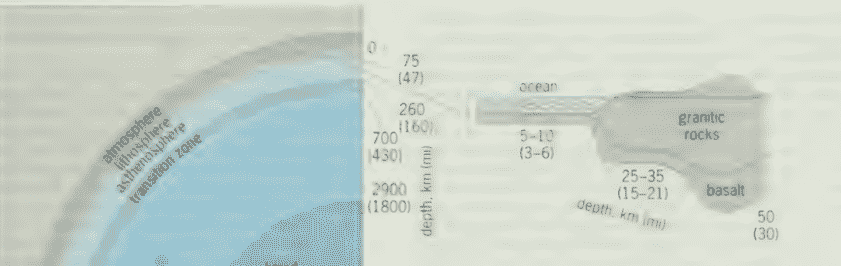 atmosphere
lithosphere
asthenosphere
transition zone
0
75
(47)
260
(160)
700
(430)
2900
(1800)
depth, km (mi)
ocean
5–10
(3–6)
granitic
rocks
25–35
(15–21)
basalt
depth, km (mi)
50
(30)